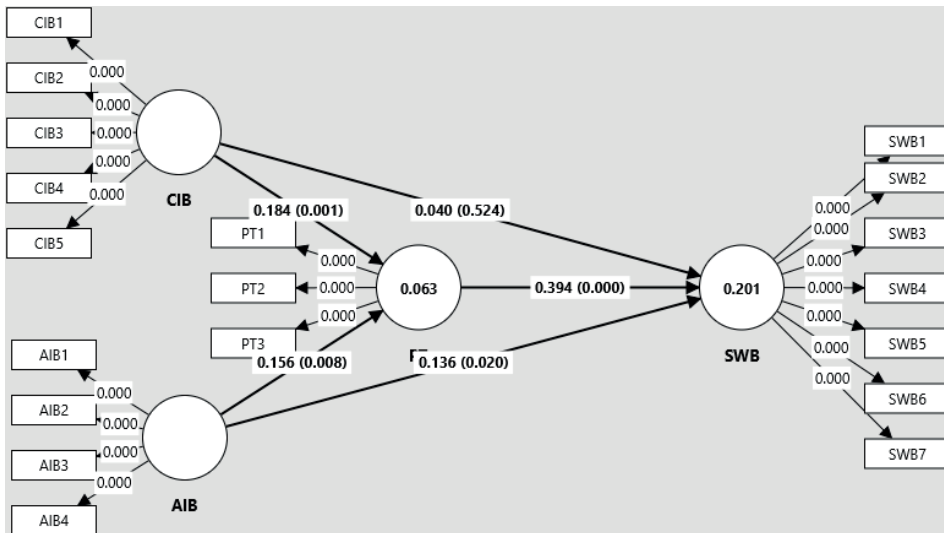 CIB1
0.000
CIB2
0.000
CIB3
0.000
0.000
CIB4
0.000
CIB5
CIB
0.184 (0.001)
0.040 (0.524)
PT1
0.000
PT2
0.000
0.000
PT3
0.063
0.394 (0.000)
0.156 (0.008)
0.136 (0.020)
AIB1
0.000
AIB2
0.000
0.000
AIB3
0.000
AIB4
AIB
0.201
SWB
SWB1
SWB2
0.000
0.000
SWB3
0.000
0.000
SWB4
0.000
SWB5
0.000
SWB6
0.000
SWB7